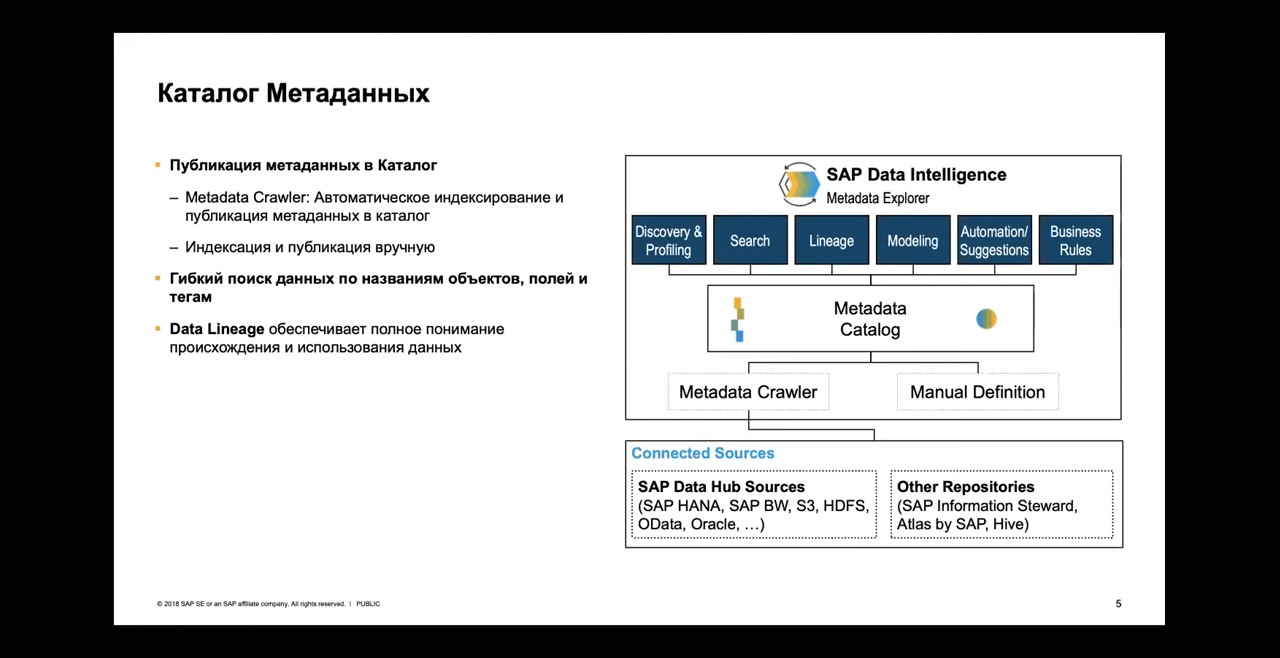 Каталог Метаданных
▪ Публикация метаданных в Каталог
– Metadata Crawler: Автоматическое индексирование и
публикация метаданных в каталог
– Индексация и публикация вручную
▪ Гибкий поиск данных по названиям объектов, полей и
тегам
▪ Data Lineage обеспечивает полное понимание
происхождения и использования данных
SAP Data Intelligence
Metadata Explorer
Discovery &
Profiling
Search
Lineage
Modeling
Automation/
Suggestions
Business
Rules
Metadata
Catalog
Metadata Crawler
Manual Definition
Connected Sources
SAP Data Hub Sources
(SAP HANA, SAP BW, S3, HDFS,
OData, Oracle, …)
Other Repositories
(SAP Information Steward,
Atlas by SAP, Hive)
© 2018 SAP SE or an SAP affiliate company. All rights reserved. ǀ PUBLIC
5